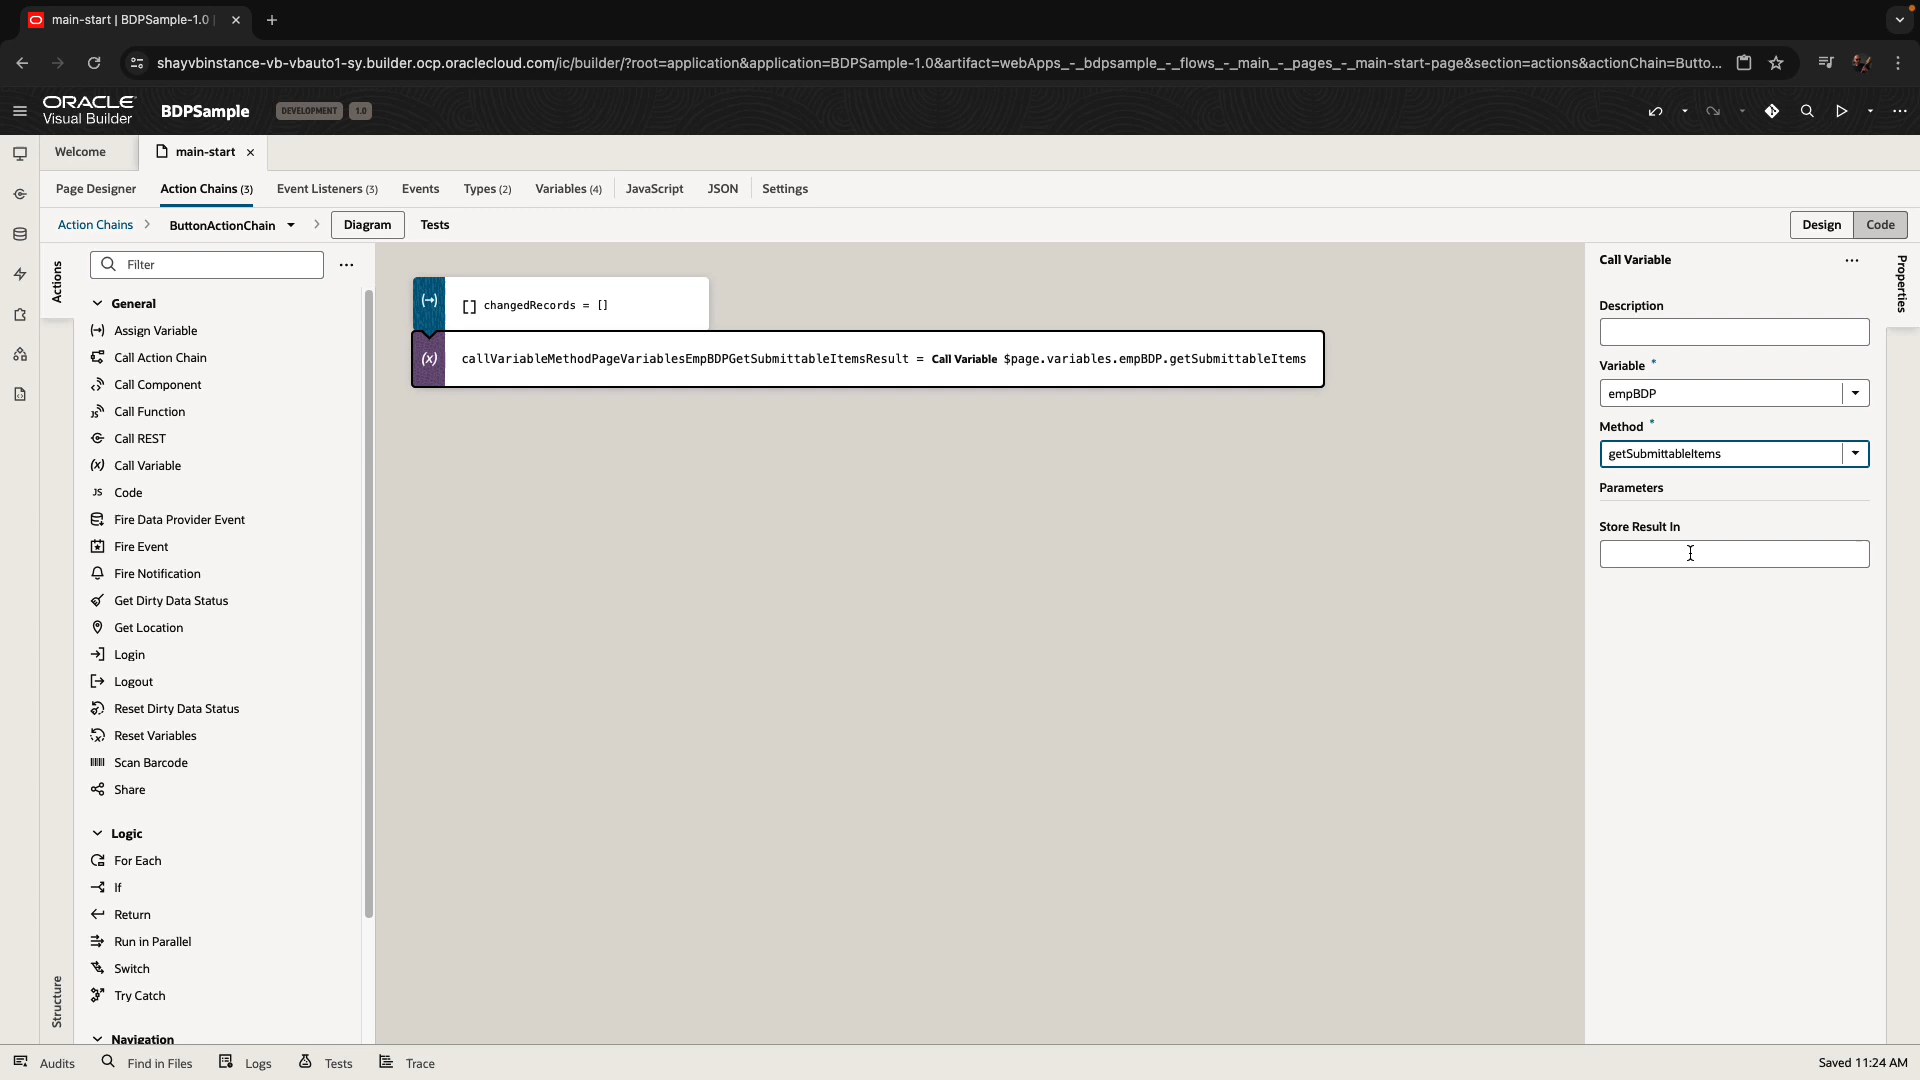 main-start | BDPSample-1.0 |
shayvbinstance-vb-vbauto1-sy.builder.ocp.oraclecloud.com/ic/builder/?root=application&application=BDPSample-1.0&artifact=webApps_-_bdpsample_-_flows_-_main_-_pages_-_main-start-page&section=actions&actionChain=Butto...
ORACLE
Visual Builder
BDPSample
DEVELOPMENT
1.0
Welcome
main-start
Page Designer
Action Chains (3)
Event Listeners (3)
Events
Types (2)
Variables (4)
JavaScript
JSON
Settings
Action Chains
ButtonActionChain
Diagram
Tests
Design
Code
Actions
Structure
Filter
General
(→) Assign Variable
Call Action Chain
Call Component
JS Call Function
Call REST
(x) Call Variable
JS Code
Fire Data Provider Event
Fire Event
Fire Notification
Get Dirty Data Status
Get Location
Login
Logout
Reset Dirty Data Status
Reset Variables
Scan Barcode
Share
Logic
For Each
If
Return
Run in Parallel
Switch
Try Catch
Navigation
(→) [] changedRecords = []
(x) callVariableMethodPageVariablesEmpBDPGetSubmittableItemsResult = Call Variable $page.variables.empBDP.getSubmittableItems
Call Variable
Properties
Description
Variable *
empBDP
Method *
getSubmittableItems
Parameters
Store Result In
Audits
Find in Files
Logs
Tests
Trace
Saved 11:24 AM